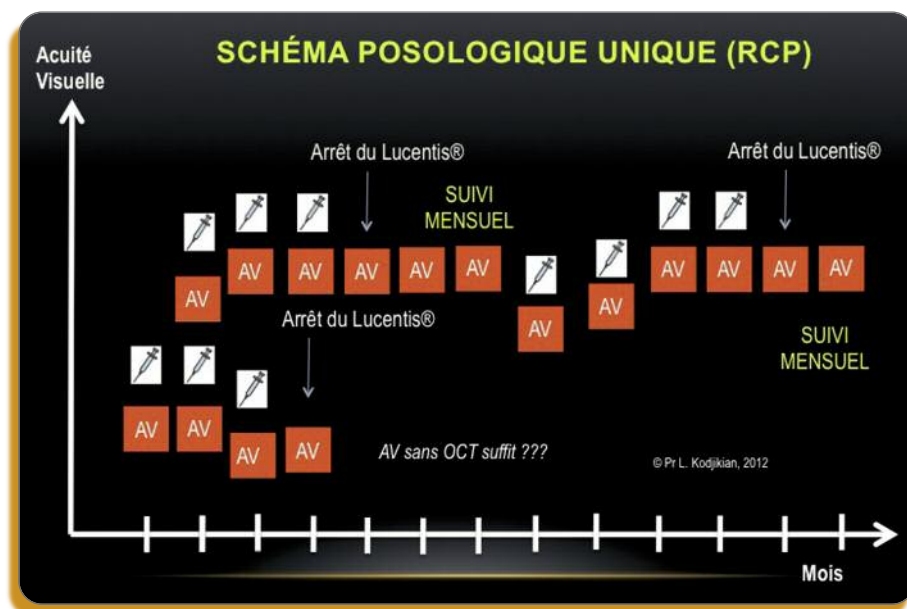 SCHÉMA POSOLOGIQUE UNIQUE (RCP)
Acuité
Visuelle
Arrêt du Lucentis®
Arrêt du Lucentis®
SUIVI
MENSUEL
AV AV AV AV AV AV AV AV AV AV
AV
AV
Arrêt du Lucentis®
SUIVI
MENSUEL
AV AV AV AV
AV sans OCT suffit ???
© Pr L. Kodjikian, 2012
Mois